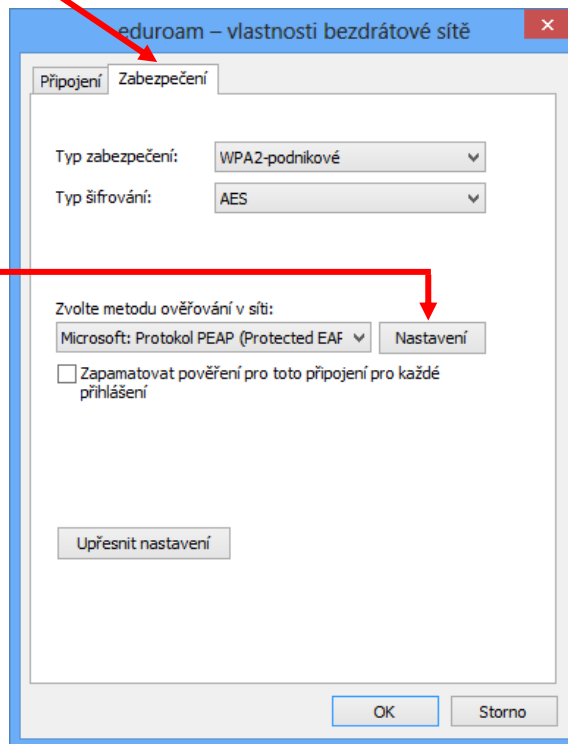 eduroam – vlastnosti bezdrátové sítě
Připojení Zabezpečení
Typ zabezpečení: WPA2-podnikové
Typ šifrování: AES
Zvolte metodu ověřování v síti:
Microsoft: Protokol PEAP (Protected EAP Nastavení
Zapamatovat pověření pro toto připojení pro každé
přihlášení
Upřesnit nastavení
OK Storno